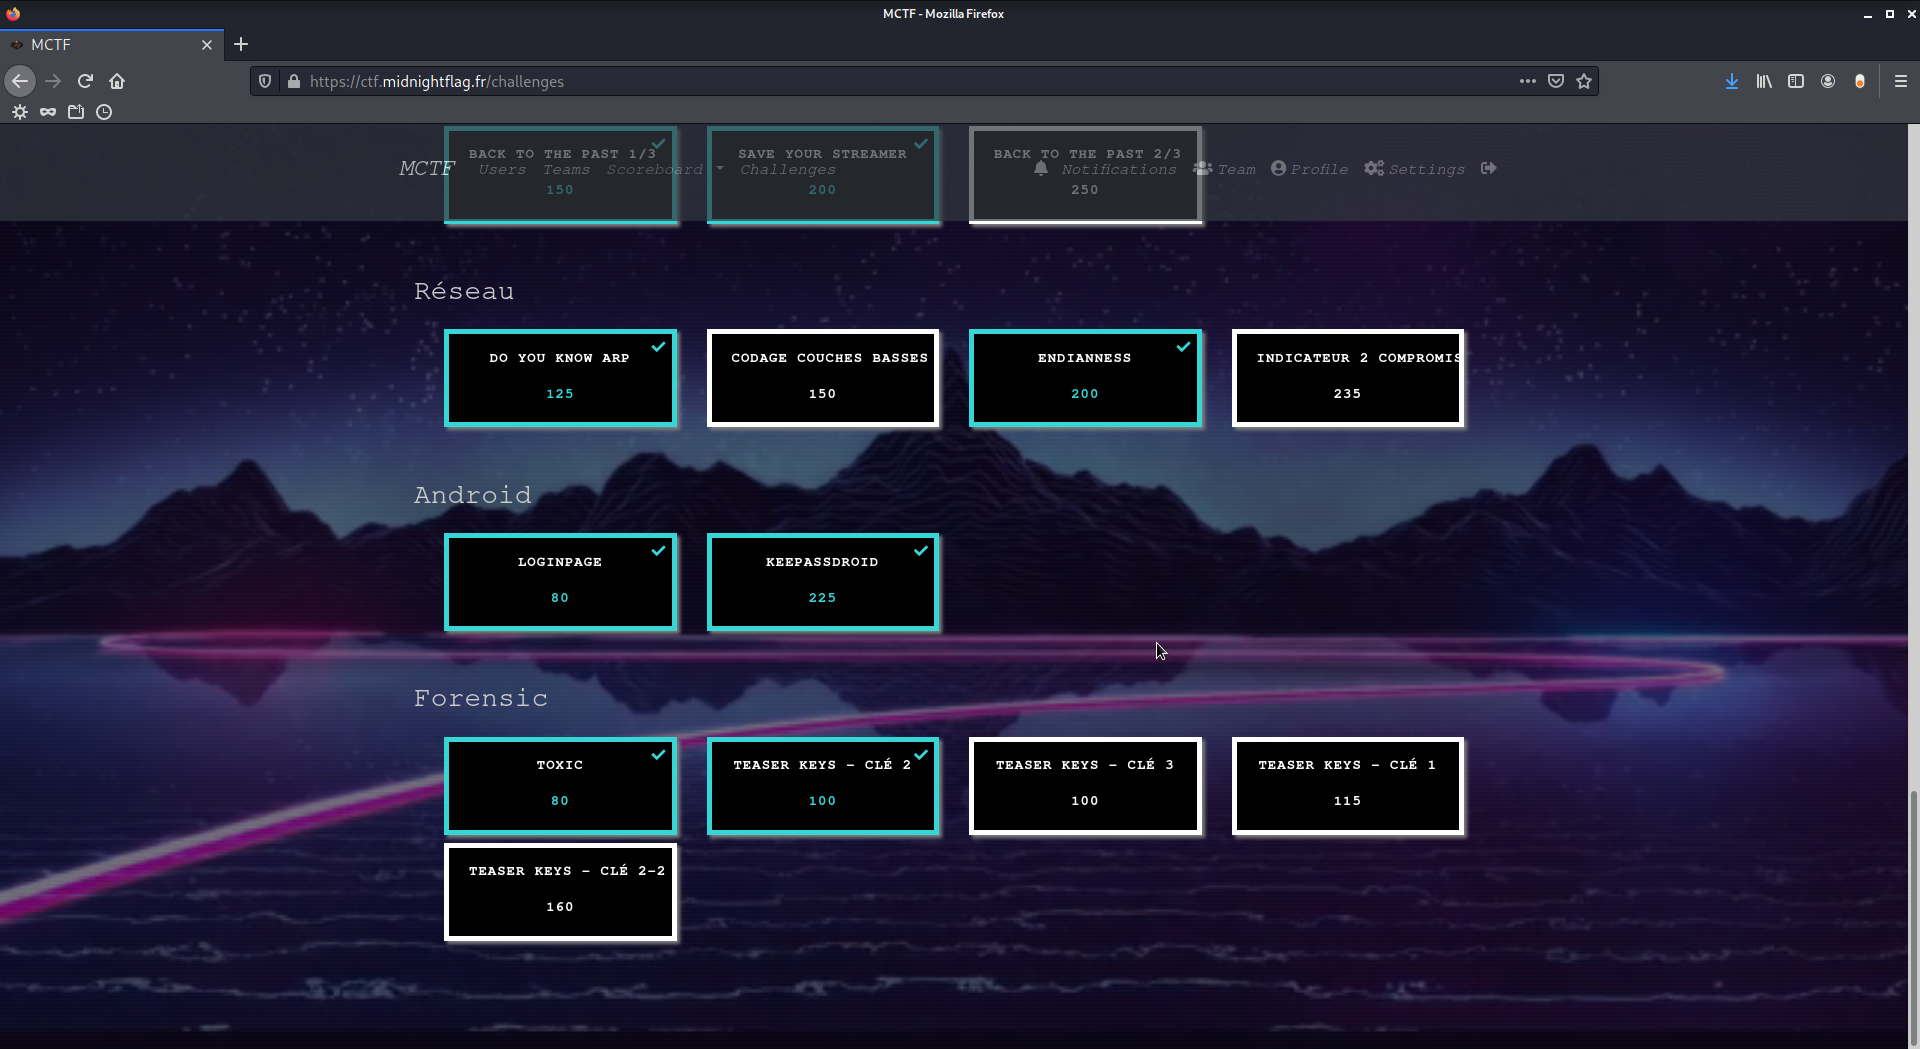 MCTF - Mozilla Firefox
MCTF
https://ctf.midnightflag.fr/challenges
BACK TO THE PAST 1/3
150
SAVE YOUR STREAMER
200
BACK TO THE PAST 2/3
250
MCTF Users Teams Scoreboard Challenges Notifications Team Profile Settings
Réseau
DO YOU KNOW ARP
125
CODAGE COUCHES BASSES
150
ENDIANNESS
200
INDICATEUR 2 COMPROMIS
235
Android
LOGINPAGE
80
KEEPASSDROID
225
Forensic
TOXIC
80
TEASER KEYS - CLÉ 2
100
TEASER KEYS - CLÉ 3
100
TEASER KEYS - CLÉ 1
115
TEASER KEYS - CLÉ 2-2
160